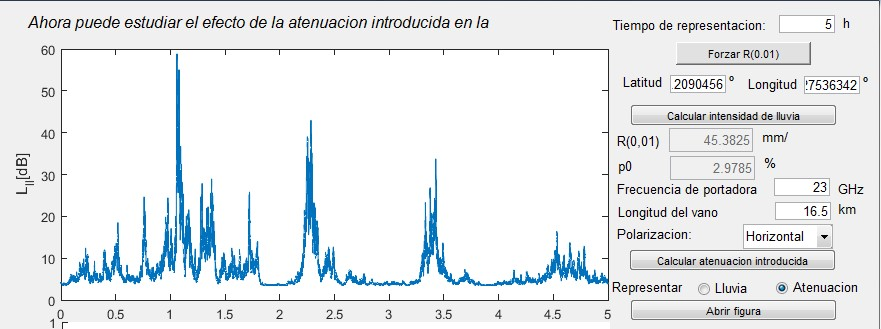 Ahora puede estudiar el efecto de la atenuacion introducida en la
Tiempo de representacion: 5 h
Forzar R(0.01)
Latitud 2090456 º Longitud 27536342 º
Calcular intensidad de lluvia
R(0,01) 45.3825 mm/
p0 2.9785 %
Frecuencia de portadora 23 GHz
Longitud del vano 16.5 km
Polarizacion: Horizontal
Calcular atenuacion introducida
Representar Lluvia Atenuacion
Abrir figura
L_ll[dB]
60
50
40
30
20
10
0
0 0.5 1 1.5 2 2.5 3 3.5 4 4.5 5
1